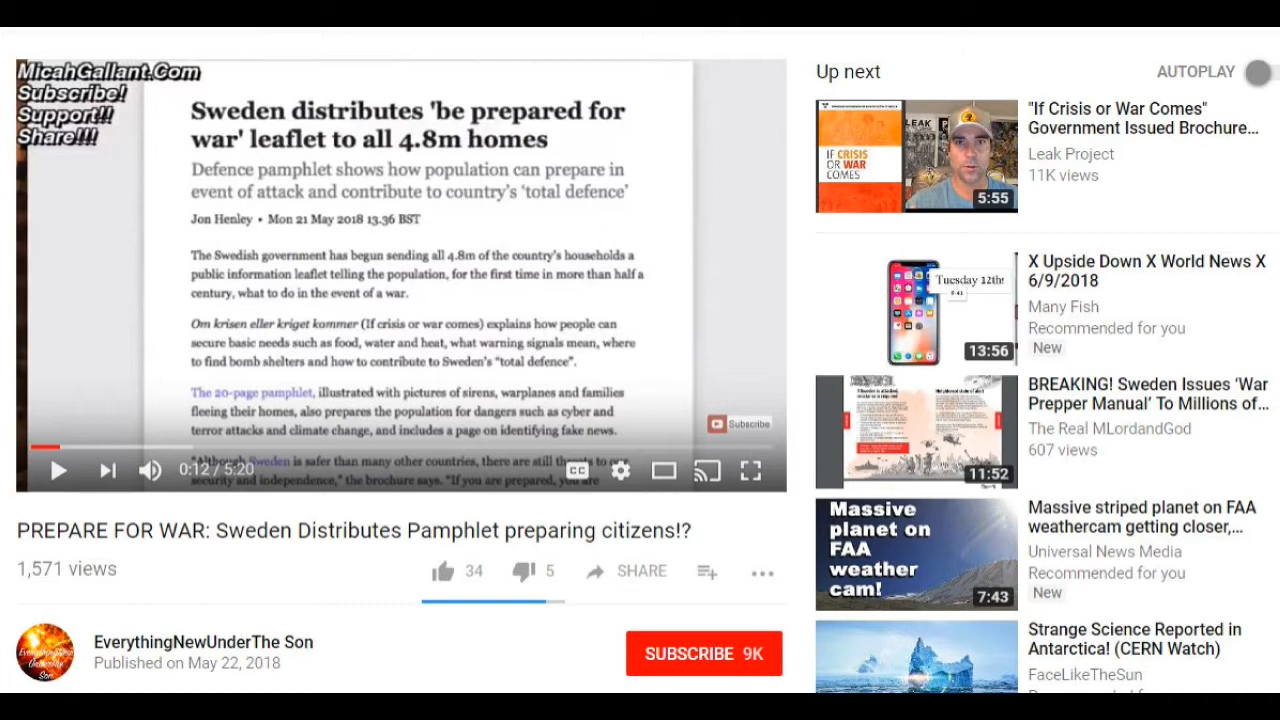 MicahGallant.Com
Subscribe!
Support!!
Share!!!
Sweden distributes 'be prepared for
war' leaflet to all 4.8m homes
Defence pamphlet shows how population can prepare in
event of attack and contribute to country's 'total defence'
Jon Henley • Mon 21 May 2018 13.36 BST
The Swedish government has begun sending all 4.8m of the country's households a
public information leaflet telling the population, for the first time in more than half a
century, what to do in the event of a war.
Om krisen eller kriget kommer (If crisis or war comes) explains how people can
secure basic needs such as food, water and heat, what warning signals mean, where
to find bomb shelters and how to contribute to Sweden's "total defence".
The 20-page pamphlet, illustrated with pictures of sirens, warplanes and families
fleeing their homes, also prepares the population for dangers such as cyber and
terror attacks and climate change, and includes a page on identifying fake news.
"Although Sweden is safer than many other countries, there are still threats to our
security and independence," the brochure says. "If you are prepared, you are
Subscribe
0:12 / 5:20
CC
PREPARE FOR WAR: Sweden Distributes Pamphlet preparing citizens!?
1,571 views
34
5
SHARE
EverythingNewUnderThe Son
Published on May 22, 2018
SUBSCRIBE 9K
Up next
AUTOPLAY
LEAK
IF CRISIS
OR WAR
COMES
5:55
"If Crisis or War Comes"
Government Issued Brochure...
Leak Project
11K views
Tuesday 12th!
13:56
X Upside Down X World News X
6/9/2018
Many Fish
Recommended for you
New
11:52
BREAKING! Sweden Issues 'War
Prepper Manual' To Millions of...
The Real MLordandGod
607 views
Massive
planet on
FAA
weather
cam!
7:43
Massive striped planet on FAA
weathercam getting closer,...
Universal News Media
Recommended for you
New
Strange Science Reported in
Antarctica! (CERN Watch)
FaceLikeTheSun